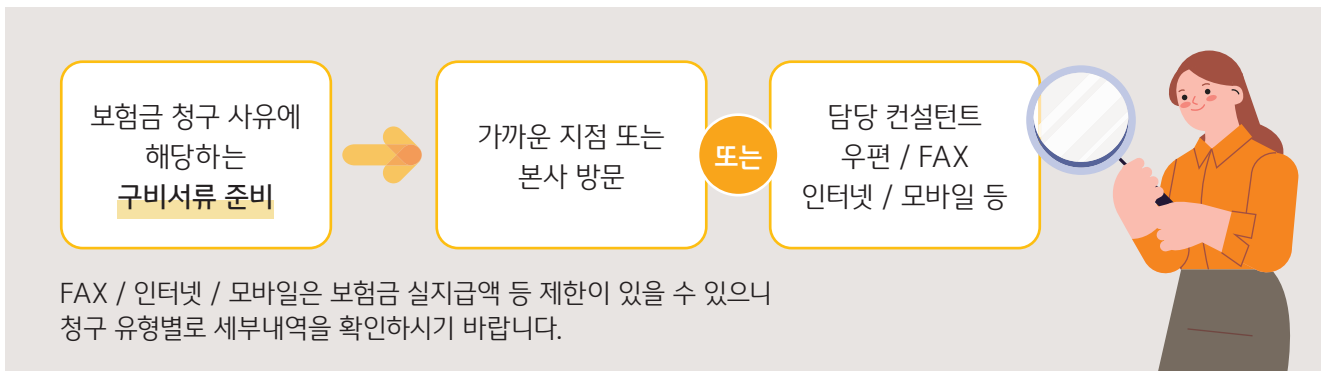 보험금 청구 사유에
해당하는
구비서류 준비
가까운 지점 또는
본사 방문
또는
담당 컨설턴트
우편 / FAX
인터넷 / 모바일 등
FAX / 인터넷 / 모바일은 보험금 실지급액 등 제한이 있을 수 있으니
청구 유형별로 세부내역을 확인하시기 바랍니다.